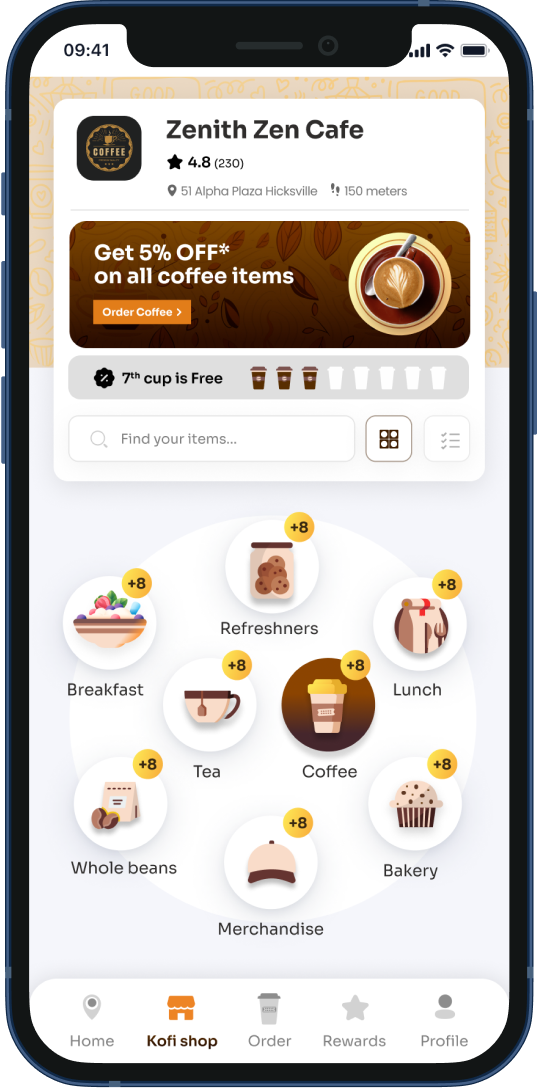 09:41
Zenith Zen Cafe
COFFEE
4.8 (230)
51 Alpha Plaza Hicksville 150 meters
Get 5% OFF*
on all coffee items
Order Coffee >
7th cup is Free
Find your items...
+8
Refreshners
+8
Breakfast
+8
Lunch
+8
Tea
+8
Coffee
+8
Whole beans
+8
Bakery
+8
Merchandise
Home Kofi shop Order Rewards Profile